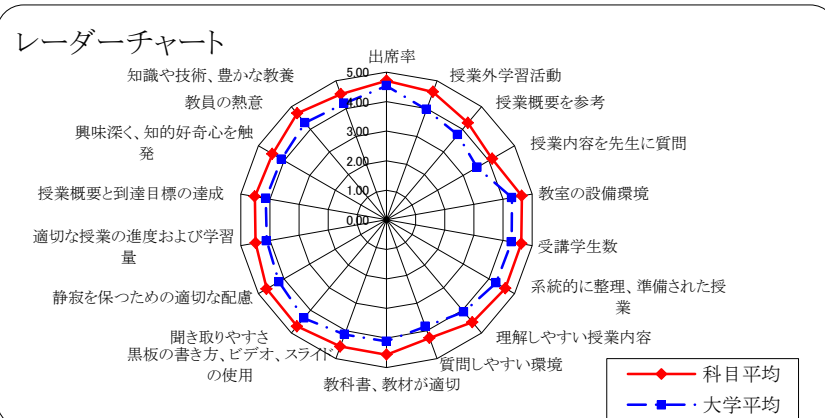 レーダーチャート
出席率
授業外学習活動
授業概要を参考
授業内容を先生に質問
教室の設備環境
受講学生数
系統的に整理、準備された授
業
理解しやすい授業内容
質問しやすい環境
教科書、教材が適切
黒板の書き方、ビデオ、スライド
の使用
聞き取りやすさ
静寂を保つための適切な配慮
適切な授業の進度および学習
量
授業概要と到達目標の達成
興味深く、知的好奇心を触
発
教員の熱意
知識や技術、豊かな教養
5.00
4.00
3.00
2.00
1.00
0.00
科目平均
大学平均